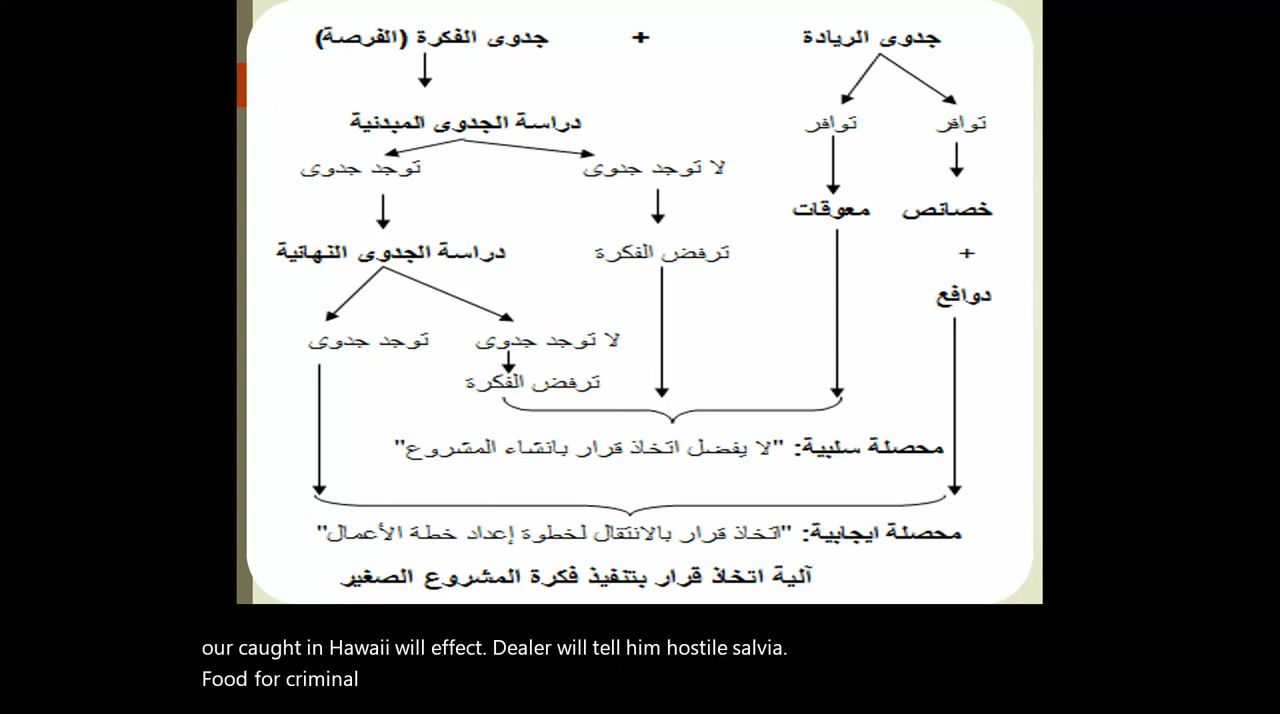 جدوى الريادة + جدوى الفكرة (الفرصة)
توافر توافر دراسة الجدوى المبدئية
لا توجد جدوى توجد جدوى
خصائص معوقات
+ ترفض الفكرة دراسة الجدوى النهائية
دوافع
لا توجد جدوى توجد جدوى
ترفض الفكرة
محصلة سلبية: "لا يفضل اتخاذ قرار بانشاء المشروع"
محصلة ايجابية: "اتخاذ قرار بالانتقال لخطوة إعداد خطة الأعمال"
آلية اتخاذ قرار بتنفيذ فكرة المشروع الصغير
our caught in Hawaii will effect. Dealer will tell him hostile salvia.
Food for criminal